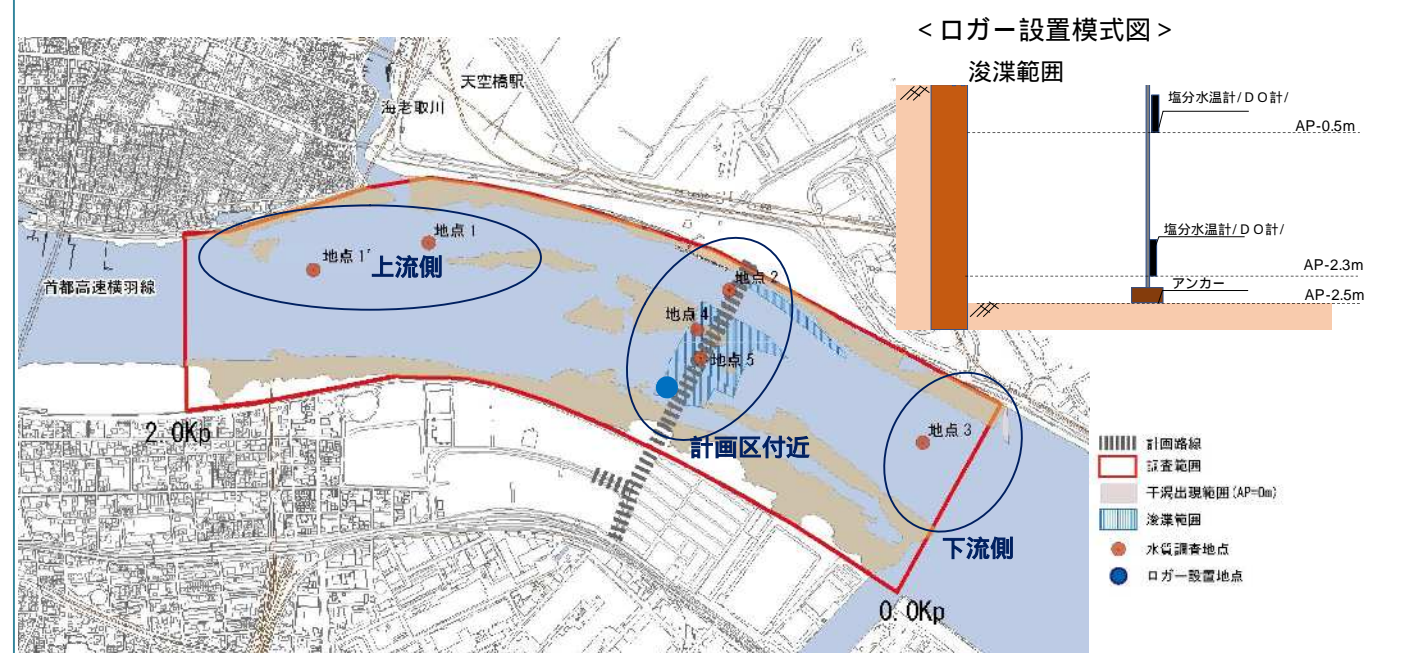 <ロガー設置模式図>
浚渫範囲
塩分水温計/DO計/
AP-0.5m
塩分水温計/DO計/
AP-2.3m
アンカー
AP-2.5m
天空橋駅
海老取川
地点1
地点1'
上流側
首都高速横羽線
地点2
地点4
地点5
計画区付近
地点3
下流側
2.0Kp
0.0Kp
計画路線
調査範囲
干潟出現範囲(AP=0m)
浚渫範囲
水質調査地点
ロガー設置地点